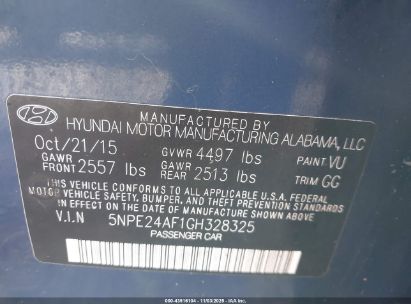 MANUFACTURED BY
HYUNDAI MOTOR MANUFACTURING ALABAMA, LLC
Oct/21/15 GVWR 4497 lbs PAINT VU
GAWR FRONT 2557 lbs GAWR REAR 2513 lbs TRIM GG
THIS VEHICLE CONFORMS TO ALL APPLICABLE U.S.A. FEDERAL
MOTOR VEHICLE SAFETY, BUMPER, AND THEFT PREVENTION STANDARDS
IN EFFECT ON THE DATE OF MANUFACTURE SHOWN ABOVE.
V.I.N 5NPE24AF1GH328325
PASSENGER CAR